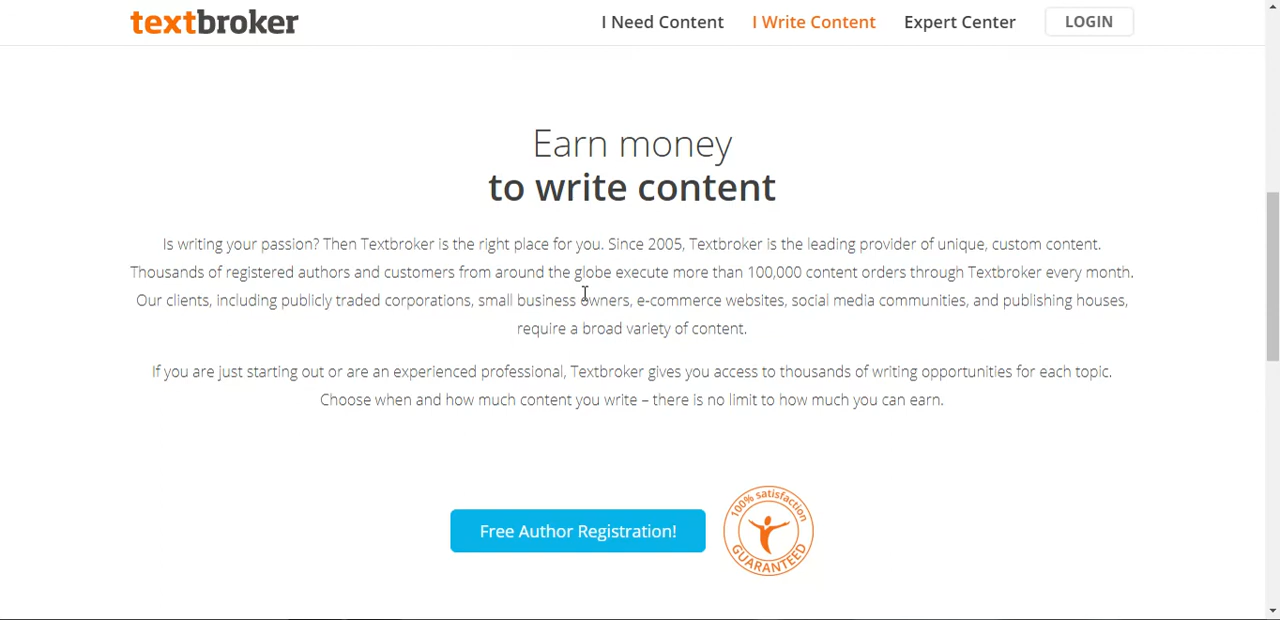 textbroker
I Need Content
I Write Content
Expert Center
LOGIN
Earn money
to write content
Is writing your passion? Then Textbroker is the right place for you. Since 2005, Textbroker is the leading provider of unique, custom content.
Thousands of registered authors and customers from around the globe execute more than 100,000 content orders through Textbroker every month.
Our clients, including publicly traded corporations, small business owners, e-commerce websites, social media communities, and publishing houses,
require a broad variety of content.
If you are just starting out or are an experienced professional, Textbroker gives you access to thousands of writing opportunities for each topic.
Choose when and how much content you write – there is no limit to how much you can earn.
Free Author Registration!
100% satisfaction
GUARANTEED